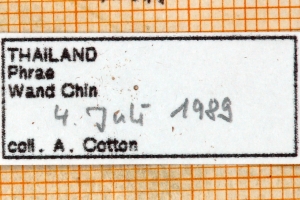 THAILAND
Phrae
Wand Chin
4. Juli 1989
coll. A. Cotton